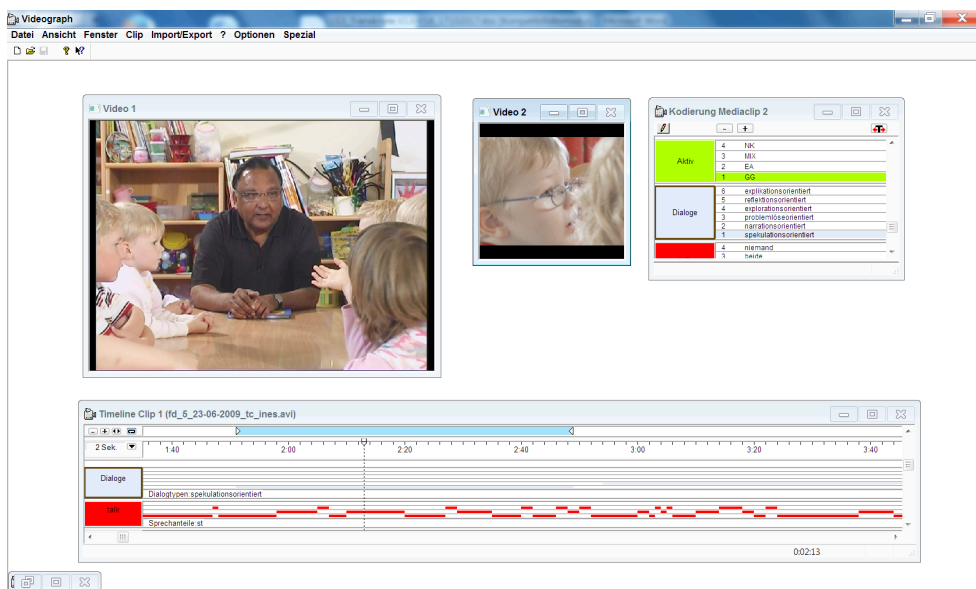 Videograph
Datei Ansicht Fenster Clip Import/Export ? Optionen Spezial
Video 1
Video 2
Kodierung Mediaclip 2
- +
Aktiv
4 NK
3 MIX
2 EA
1 GG
Dialoge
6 explikationsorientiert
5 reflektionsorientiert
4 explorationsorientiert
3 problemlöseorientiert
2 narrationsorientiert
1 spekulationsorientiert
4 niemand
3 beide
Timeline Clip 1 (fd_5_23-06-2009_tc_ines.avi)
2 Sek. 1:40 2:00 2:20 2:40 3:00 3:20 3:40
Dialoge
Dialogtypen:spekulationsorientiert
talk
Sprechanteile:st
0:02:13